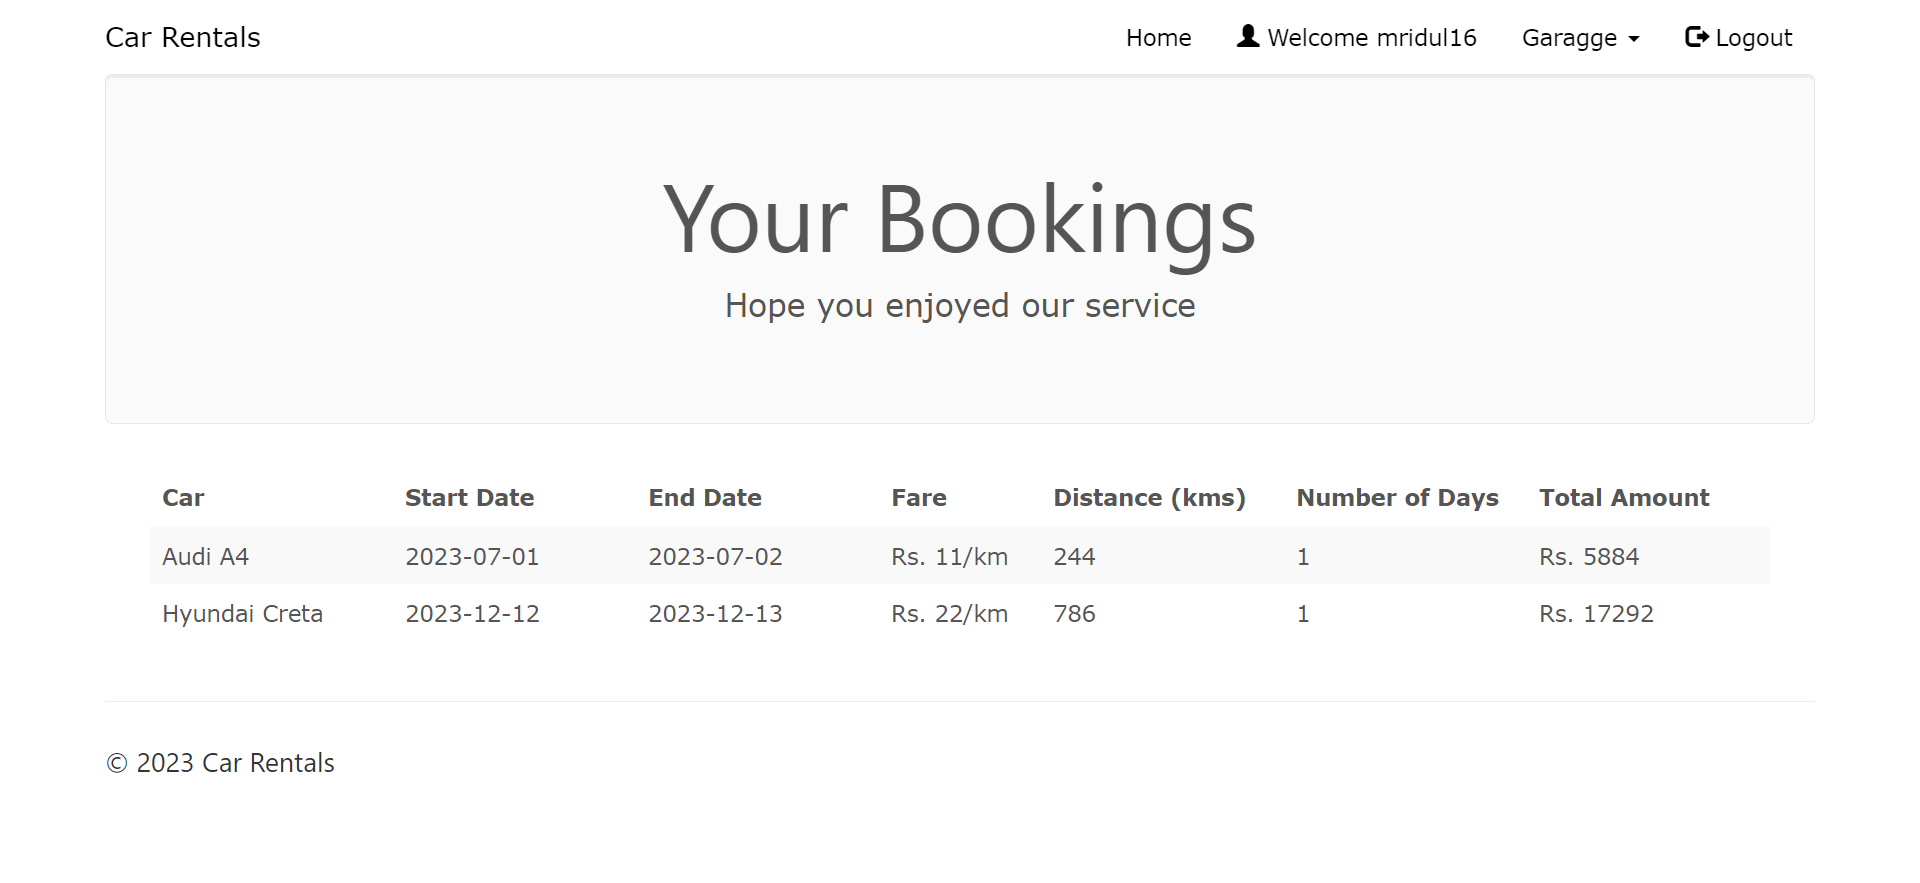 Car Rentals Home Welcome mridul16 Garagge Logout
Your Bookings
Hope you enjoyed our service
Car Start Date End Date Fare Distance (kms) Number of Days Total Amount
Audi A4 2023-07-01 2023-07-02 Rs. 11/km 244 1 Rs. 5884
Hyundai Creta 2023-12-12 2023-12-13 Rs. 22/km 786 1 Rs. 17292
© 2023 Car Rentals